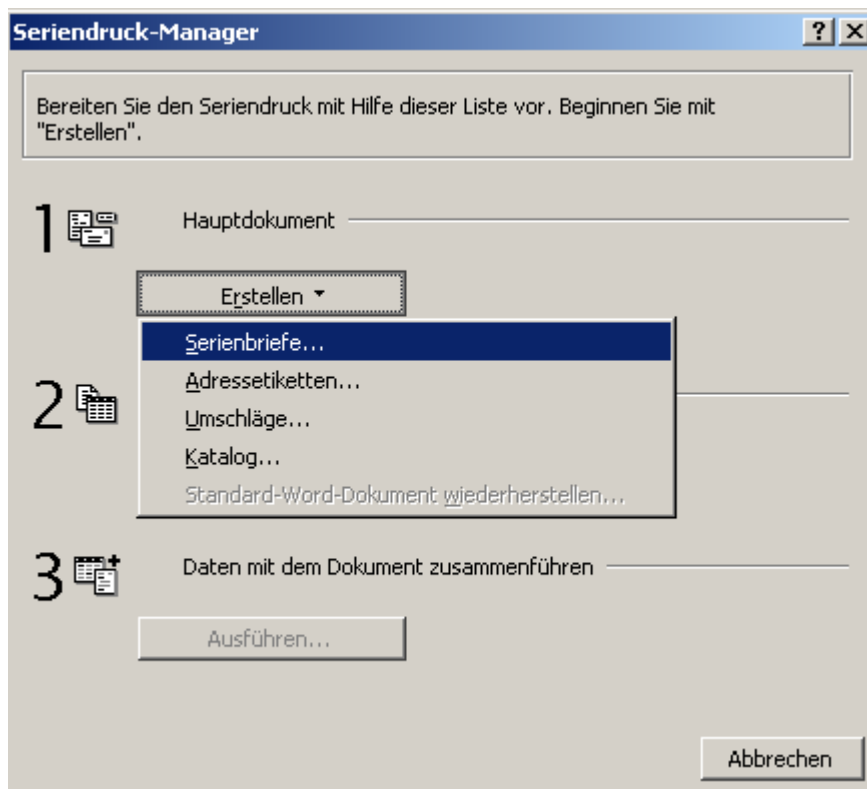 Seriendruck-Manager
Bereiten Sie den Seriendruck mit Hilfe dieser Liste vor. Beginnen Sie mit
"Erstellen".
1 Hauptdokument
Erstellen
Serienbriefe...
Adressetiketten...
2
Umschläge...
Katalog...
Standard-Word-Dokument wiederherstellen...
3 Daten mit dem Dokument zusammenführen
Ausführen...
Abbrechen